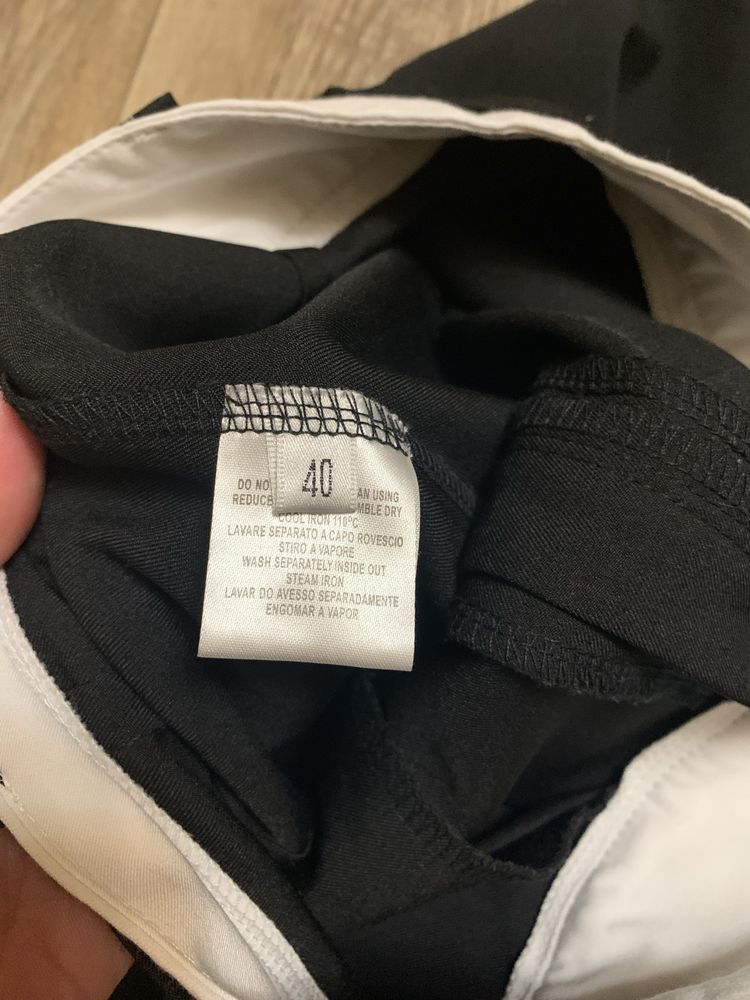 40
DO NO AN USING
REDUCE MBLE DRY
COOL IRON 110°C
LAVARE SEPARATO A CAPO ROVESCIO
STIRO A VAPORE
WASH SEPARATELY INSIDE OUT
STEAM IRON
LAVAR DO AVESSO SEPARADAMENTE
ENGOMAR A VAPOR